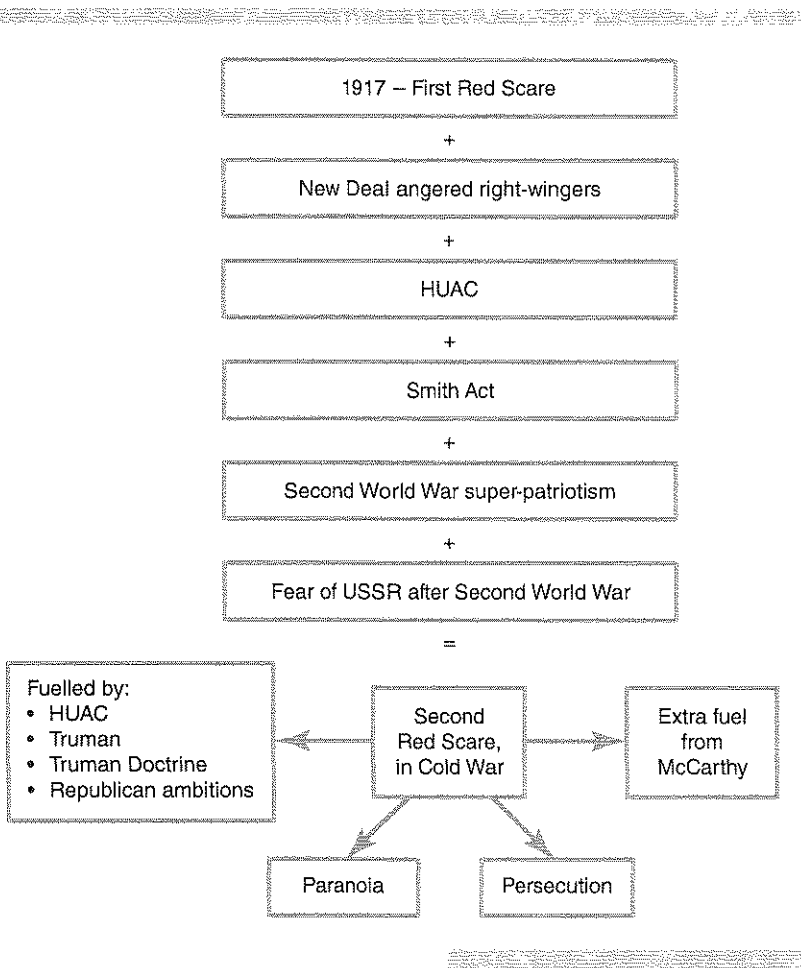 1917 – First Red Scare
+
New Deal angered right-wingers
+
HUAC
+
Smith Act
+
Second World War super-patriotism
+
Fear of USSR after Second World War
=
Fuelled by:
• HUAC
• Truman
• Truman Doctrine
• Republican ambitions
Second
Red Scare,
in Cold War
Extra fuel
from
McCarthy
Paranoia
Persecution